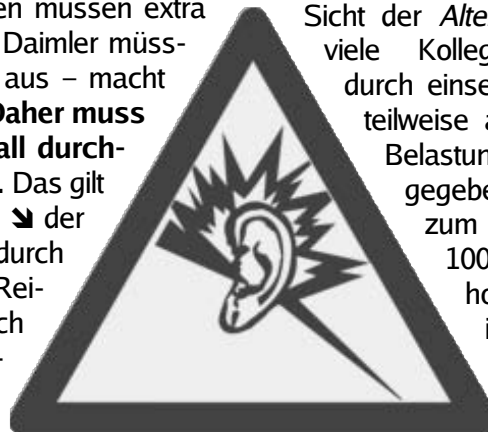 en müssen extra
Daimler müss-
aus – macht
Daher muss
all durch-
. Das gilt
➘ der
durch
Rei-
ch
-
Sicht der Alte
viele Kolleg
durch einse
teilweise a
Belastun
gegebe
zum
100
ho
i